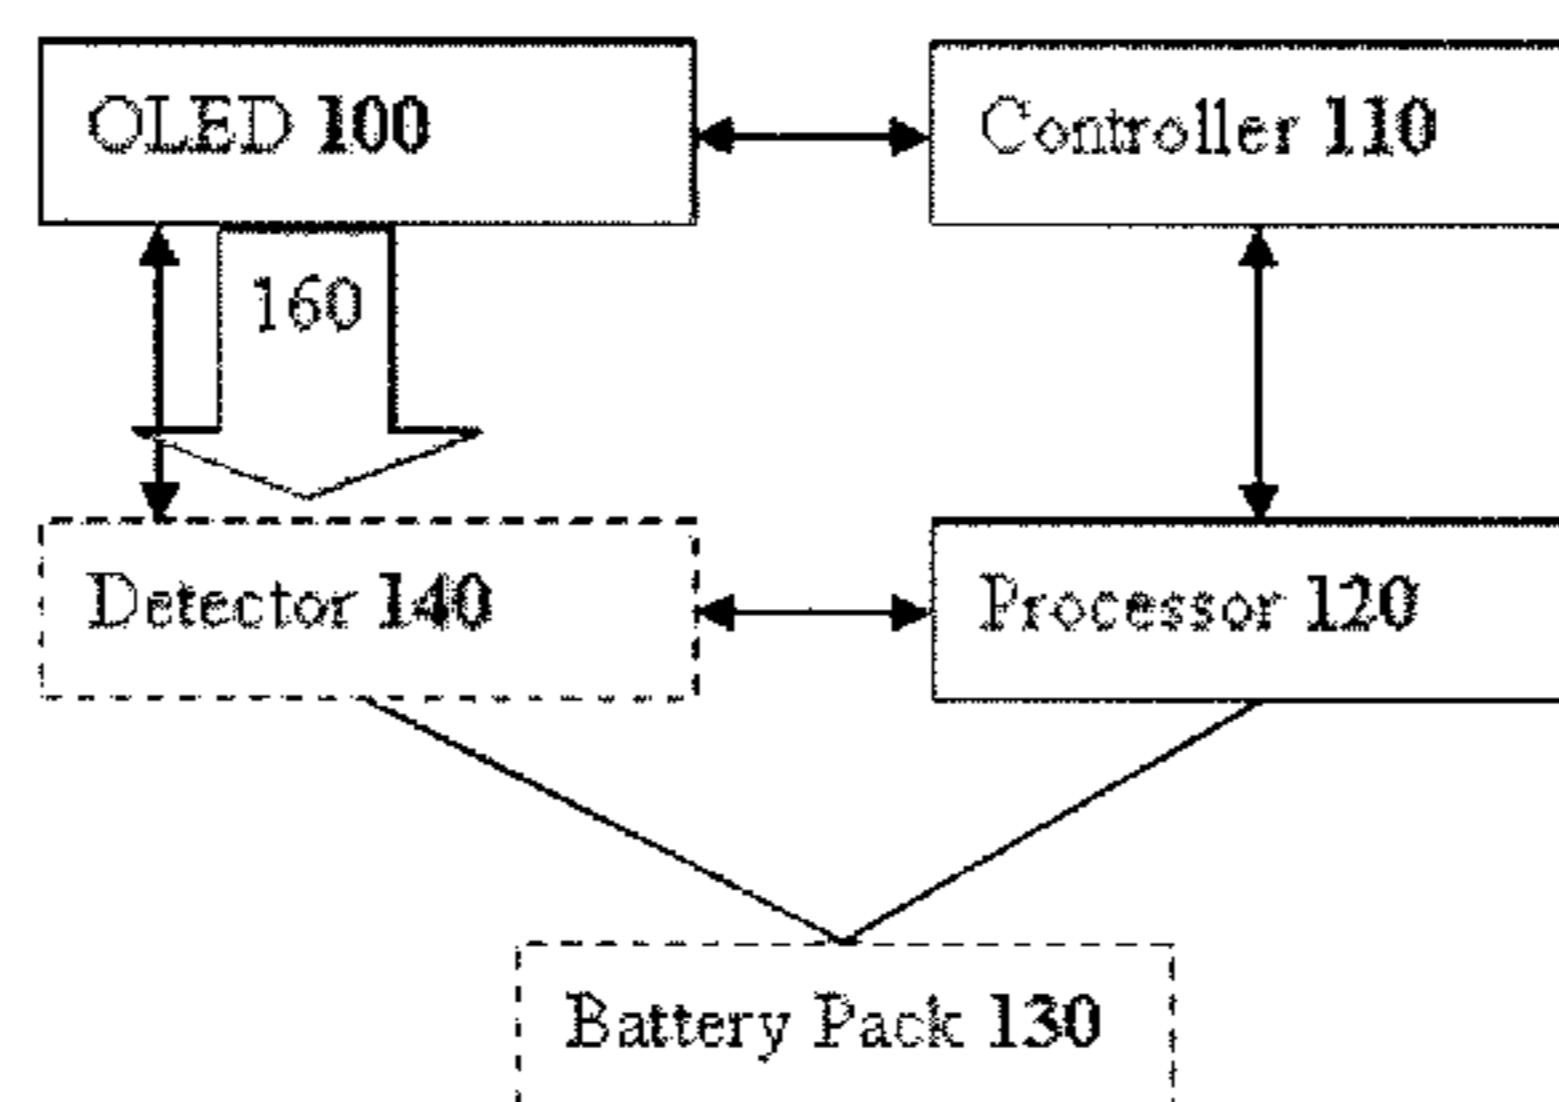 OLED 100
Controller 110
160
Detector 140
Processor 120
Battery Pack 130